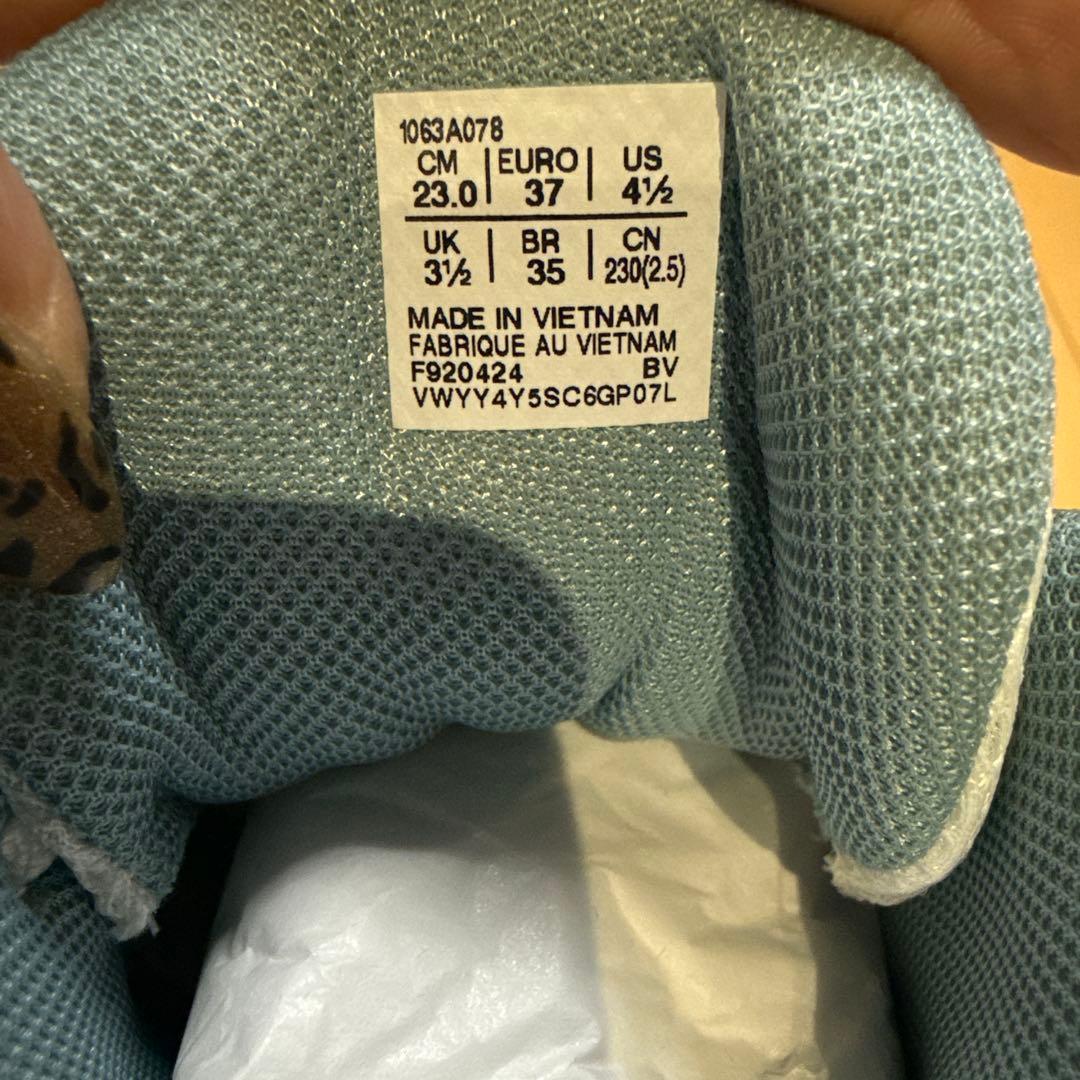 1063A078
CM | EURO | US
23.0 | 37 | 4½
UK | BR | CN
3½ | 35 | 230(2.5)
MADE IN VIETNAM
FABRIQUE AU VIETNAM
F920424 BV
VWYY4Y5SC6GP07L